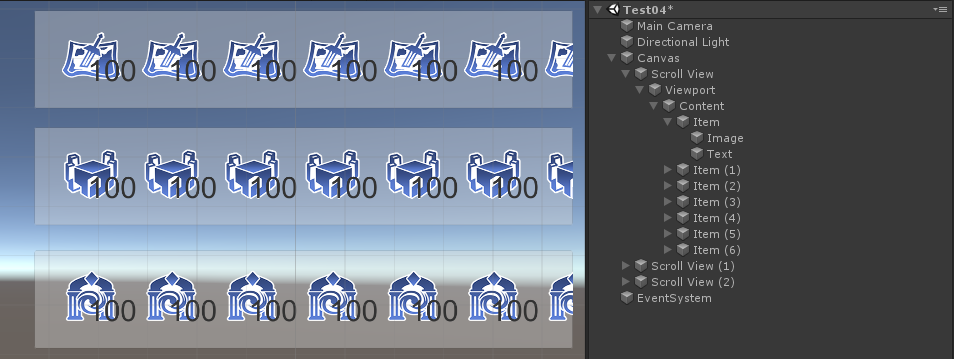 100 100 100 100 100 100
100 100 100 100 100 100
100 100 100 100 100 100
Test04*
Main Camera
Directional Light
Canvas
Scroll View
Viewport
Content
Item
Image
Text
Item (1)
Item (2)
Item (3)
Item (4)
Item (5)
Item (6)
Scroll View (1)
Scroll View (2)
EventSystem